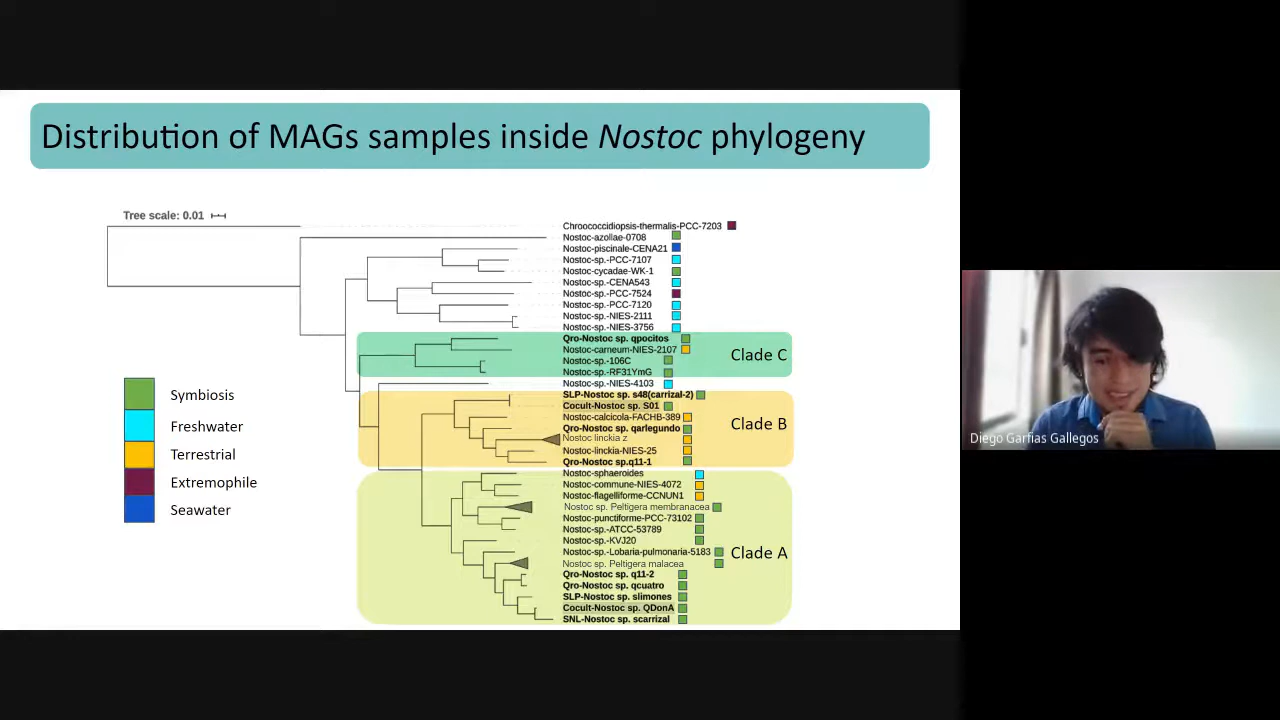 Distribution of MAGs samples inside Nostoc phylogeny
Tree scale: 0.01
Chroococcidiopsis-thermalis-PCC-7203
Nostoc-azollae-0708
Nostoc-piscinale-CENA21
Nostoc-sp.-PCC-7107
Nostoc-cycadae-WK-1
Nostoc-sp.-CENA543
Nostoc-sp.-PCC-7524
Nostoc-sp.-PCC-7120
Nostoc-sp.-NIES-2111
Nostoc-sp.-NIES-3756
Qro-Nostoc sp. qpocitos
Nostoc-carneum-NIES-2107
Nostoc-sp.-106C
Nostoc-sp.-RF31YmG
Clade C
Nostoc-sp.-NIES-4103
SLP-Nostoc sp. s48(carrizal-2)
Cocult-Nostoc sp. S01
Nostoc-calcicola-FACHB-389
Qro-Nostoc sp. qarlegundo
Nostoc linckia z
Nostoc-linckia-NIES-25
Qro-Nostoc sp.q11-1
Clade B
Nostoc-sphaeroides
Nostoc-commune-NIES-4072
Nostoc-flagelliforme-CCNUN1
Nostoc sp. Peltigera membranacea
Nostoc-punctiforme-PCC-73102
Nostoc-sp.-ATCC-53789
Nostoc-sp.-KVJ20
Nostoc-sp.-Lobaria-pulmonaria-5183
Nostoc sp. Peltigera malacea
Qro-Nostoc sp. q11-2
Qro-Nostoc sp. qcuatro
SLP-Nostoc sp. slimones
Cocult-Nostoc sp. QDonA
SNL-Nostoc sp. scarrizal
Clade A
Symbiosis
Freshwater
Terrestrial
Extremophile
Seawater
Diego Garfias Gallegos